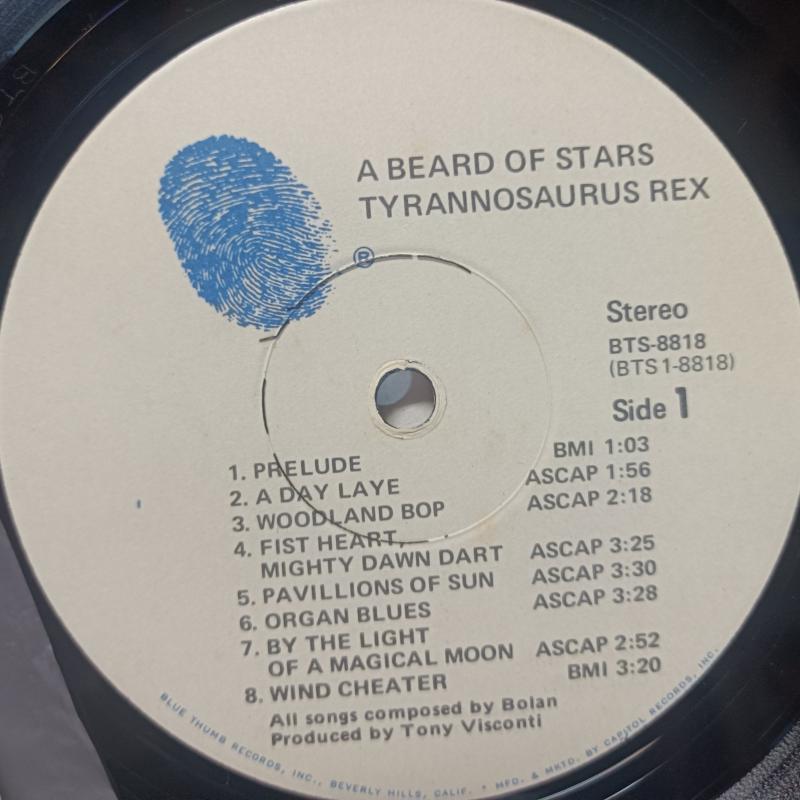 A BEARD OF STARS
TYRANNOSAURUS REX
®
Stereo
BTS-8818
(BTS 1-8818)
Side 1
1. PRELUDE BMI 1:03
2. A DAY LAYE ASCAP 1:56
3. WOODLAND BOP ASCAP 2:18
4. FIST HEART,
MIGHTY DAWN DART ASCAP 3:25
5. PAVILLIONS OF SUN ASCAP 3:30
6. ORGAN BLUES ASCAP 3:28
7. BY THE LIGHT
OF A MAGICAL MOON ASCAP 2:52
8. WIND CHEATER BMI 3:20
All songs composed by Bolan
Produced by Tony Visconti
BLUE THUMB RECORDS, INC., BEVERLY HILLS, CALIF. • MFD. & MKTD. BY CAPITOL RECORDS, INC.